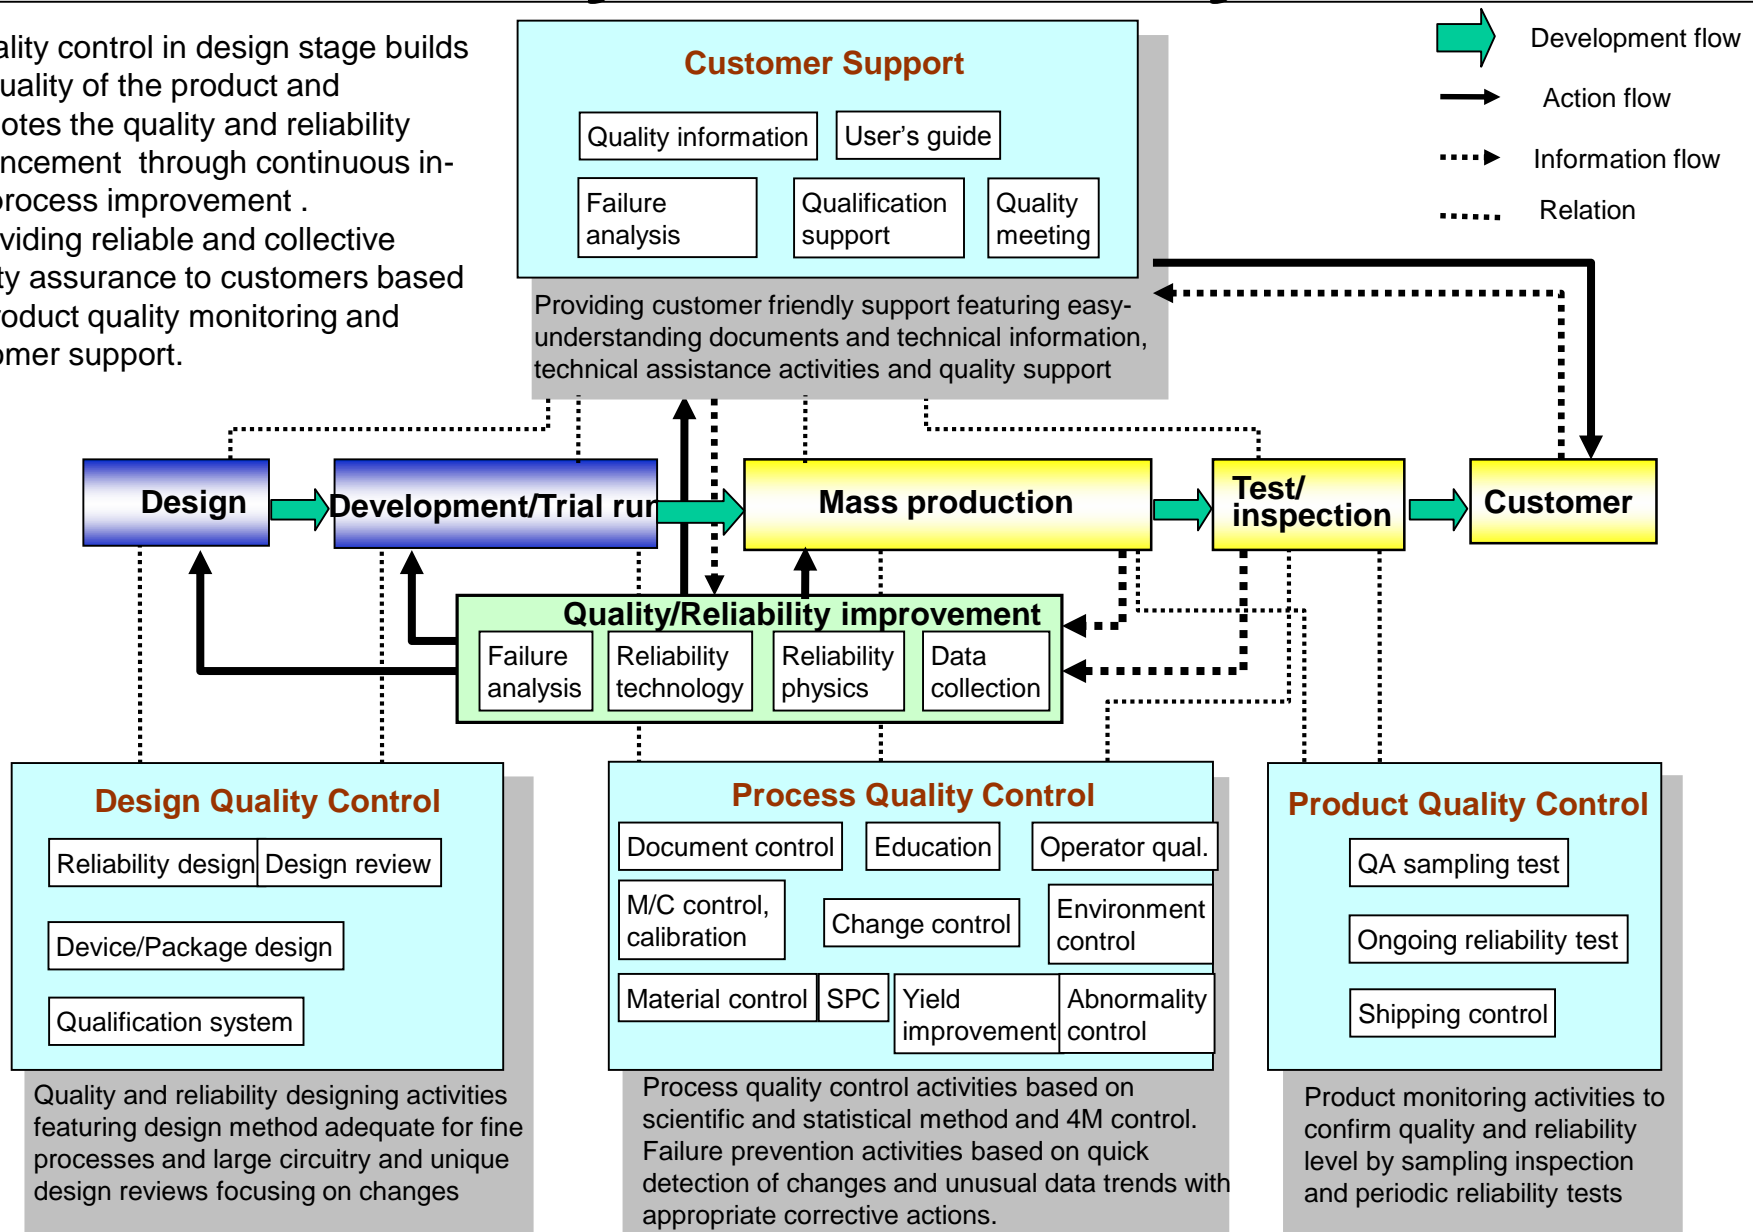 ality control in design stage builds
uality of the product and
otes the quality and reliability
ncement through continuous in-
process improvement .
viding reliable and collective
ty assurance to customers based
roduct quality monitoring and
omer support.
Customer Support
Quality information
User's guide
Failure
analysis
Qualification
support
Quality
meeting
Providing customer friendly support featuring easy-
understanding documents and technical information,
technical assistance activities and quality support
Development flow
Action flow
Information flow
Relation
Design
Development/Trial run
Mass production
Test/
inspection
Customer
Quality/Reliability improvement
Failure
analysis
Reliability
technology
Reliability
physics
Data
collection
Design Quality Control
Reliability design
Design review
Device/Package design
Qualification system
Quality and reliability designing activities
featuring design method adequate for fine
processes and large circuitry and unique
design reviews focusing on changes
Process Quality Control
Document control
Education
Operator qual.
M/C control,
calibration
Change control
Environment
control
Material control
SPC
Yield
improvement
Abnormality
control
Process quality control activities based on
scientific and statistical method and 4M control.
Failure prevention activities based on quick
detection of changes and unusual data trends with
appropriate corrective actions.
Product Quality Control
QA sampling test
Ongoing reliability test
Shipping control
Product monitoring activities to
confirm quality and reliability
level by sampling inspection
and periodic reliability tests